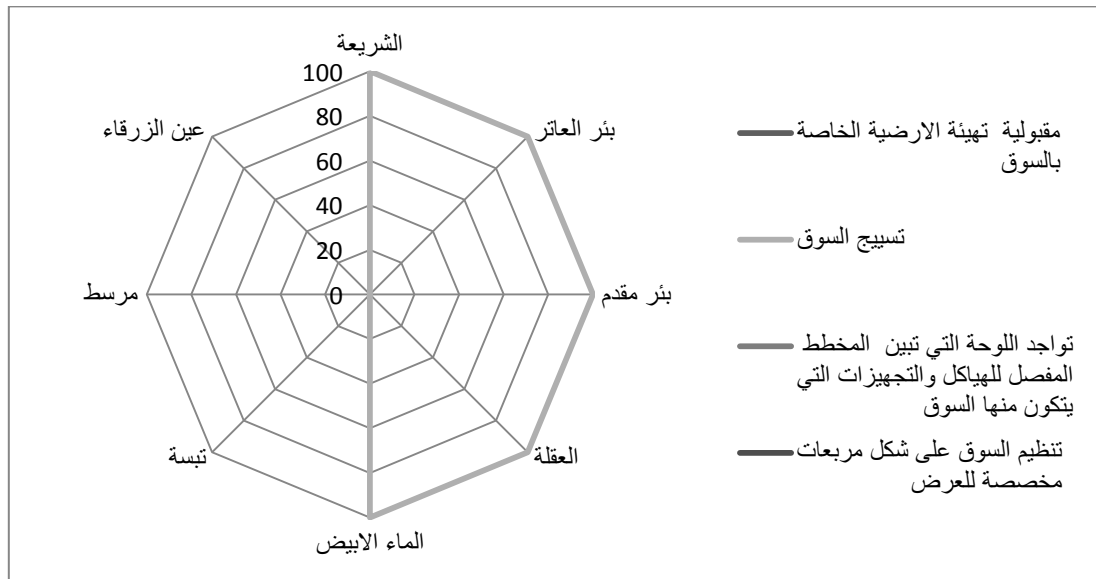 الشريعة
بئر العاتر
بئر مقدم
العقلة
الماء الابيض
تبسة
مرسط
عين الزرقاء
100
80
60
40
20
0
مقبولية تهيئة الارضية الخاصة
بالسوق
تسييج السوق
تواجد اللوحة التي تبين المخطط
المفصل للهياكل والتجهيزات التي
يتكون منها السوق
تنظيم السوق على شكل مربعات
مخصصة للعرض